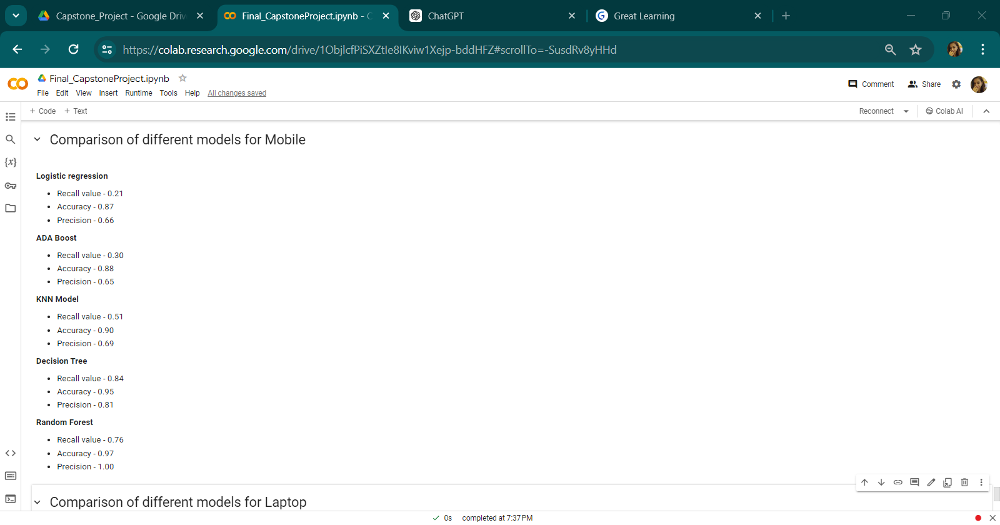 Capstone_Project - Google Driv
Final_CapstoneProject.ipynb - C
ChatGPT
Great Learning
https://colab.research.google.com/drive/1ObjlcfPiSXZtIe8IKviw1Xejp-bddHFZ#scrollTo=-SusdRv8yHHd
Final_CapstoneProject.ipynb
Comment
Share
File Edit View Insert Runtime Tools Help All changes saved
+ Code + Text
Reconnect
Colab AI
Comparison of different models for Mobile
Logistic regression
• Recall value - 0.21
• Accuracy - 0.87
• Precision - 0.66
ADA Boost
• Recall value - 0.30
• Accuracy - 0.88
• Precision - 0.65
KNN Model
• Recall value - 0.51
• Accuracy - 0.90
• Precision - 0.69
Decision Tree
• Recall value - 0.84
• Accuracy - 0.95
• Precision - 0.81
Random Forest
• Recall value - 0.76
• Accuracy - 0.97
• Precision - 1.00
Comparison of different models for Laptop
0s completed at 7:37 PM